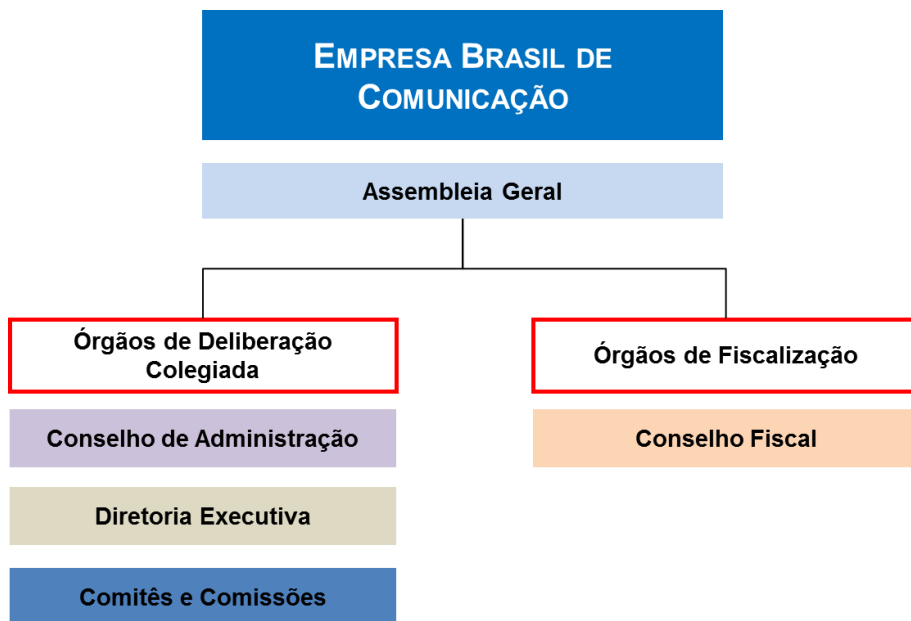 EMPRESA BRASIL DE
COMUNICAÇÃO
Assembleia Geral
Órgãos de Deliberação
Colegiada
Órgãos de Fiscalização
Conselho de Administração
Conselho Fiscal
Diretoria Executiva
Comitês e Comissões